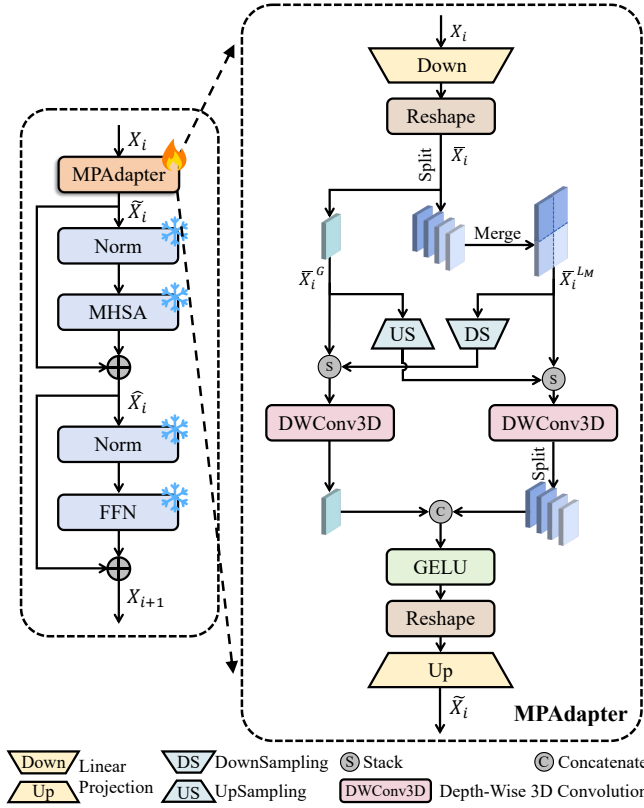 X_i
MPAdapter
X̃_i
Norm
MHSA
X̂_i
Norm
FFN
X_{i+1}
X_i
Down
Reshape
Split
X̅_i
Merge
X̅_i^G
X̅_i^{L_M}
US
DS
S
S
DWConv3D
DWConv3D
Split
C
GELU
Reshape
Up
X̃_i
MPAdapter
Down
Up
Linear
Projection
DS DownSampling
US UpSampling
S Stack
C Concatenate
DWConv3D Depth-Wise 3D Convolution